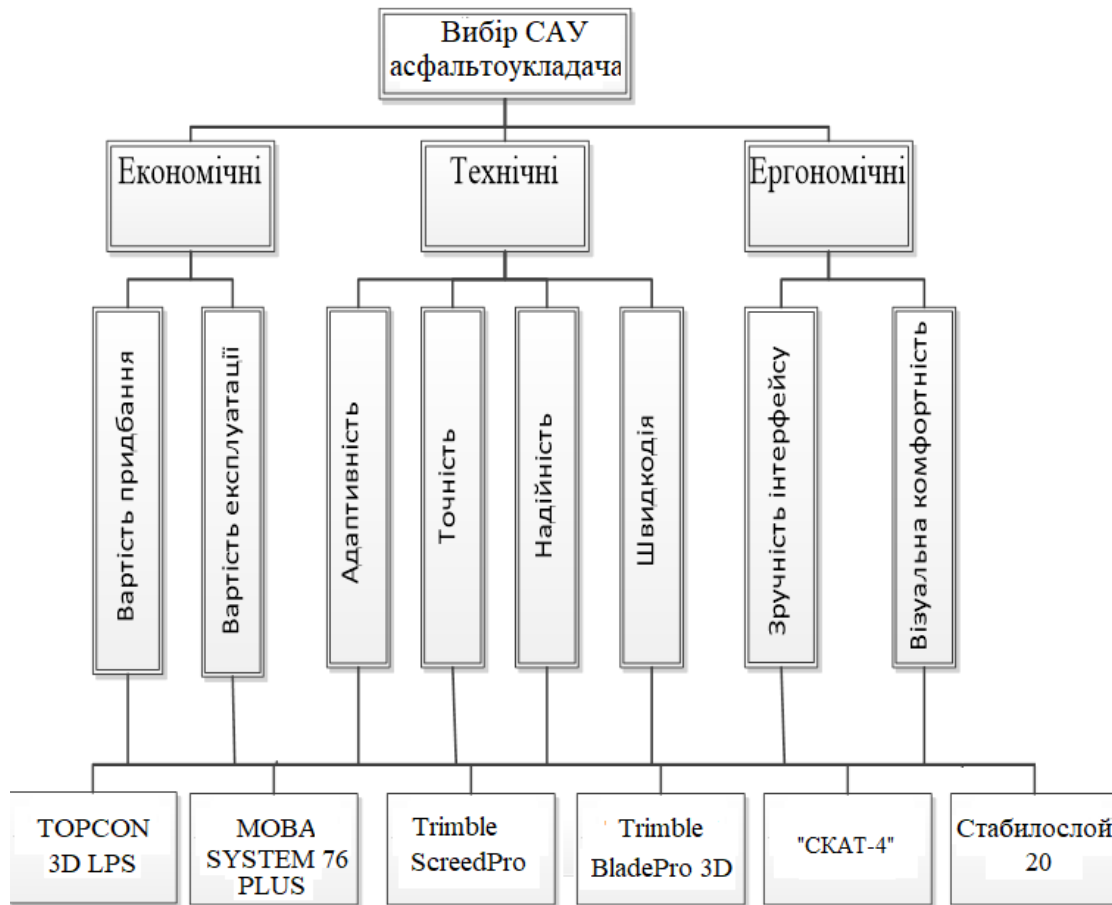 Вибір САУ
асфальтоукладача
Економічні
Технічні
Ергономічні
Вартість придбання
Вартість експлуатації
Адаптивність
Точність
Надійність
Швидкодія
Зручність інтерфейсу
Візуальна комфортність
TOPCON
3D LPS
MOBA
SYSTEM 76
PLUS
Trimble
ScreedPro
Trimble
BladePro 3D
"СКАТ-4"
Стабилослой
20